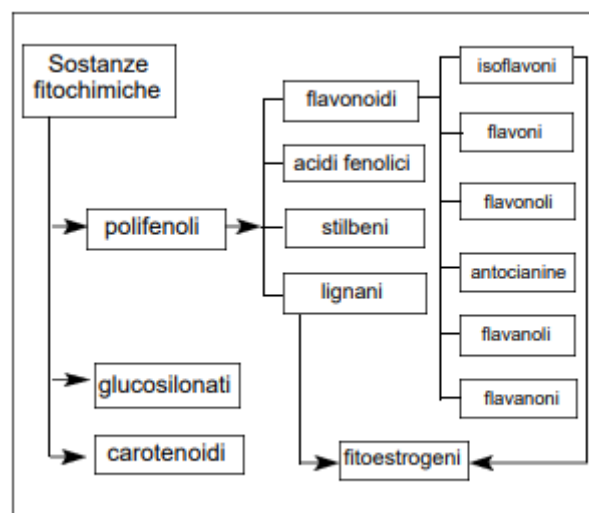 Sostanze
fitochimiche
polifenoli
glucosilonati
carotenoidi
flavonoidi
acidi fenolici
stilbeni
lignani
isoflavoni
flavoni
flavonoli
antocianine
flavanoli
flavanoni
fitoestrogeni